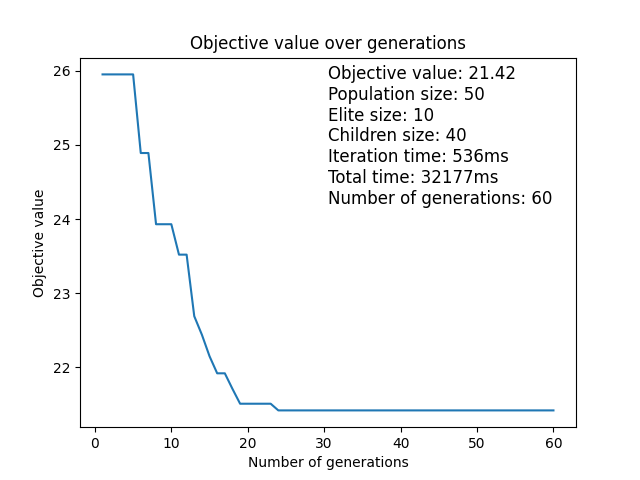 Objective value over generations
Objective value: 21.42
Population size: 50
Elite size: 10
Children size: 40
Iteration time: 536ms
Total time: 32177ms
Number of generations: 60
Objective value
26
25
24
23
22
0 10 20 30 40 50 60
Number of generations